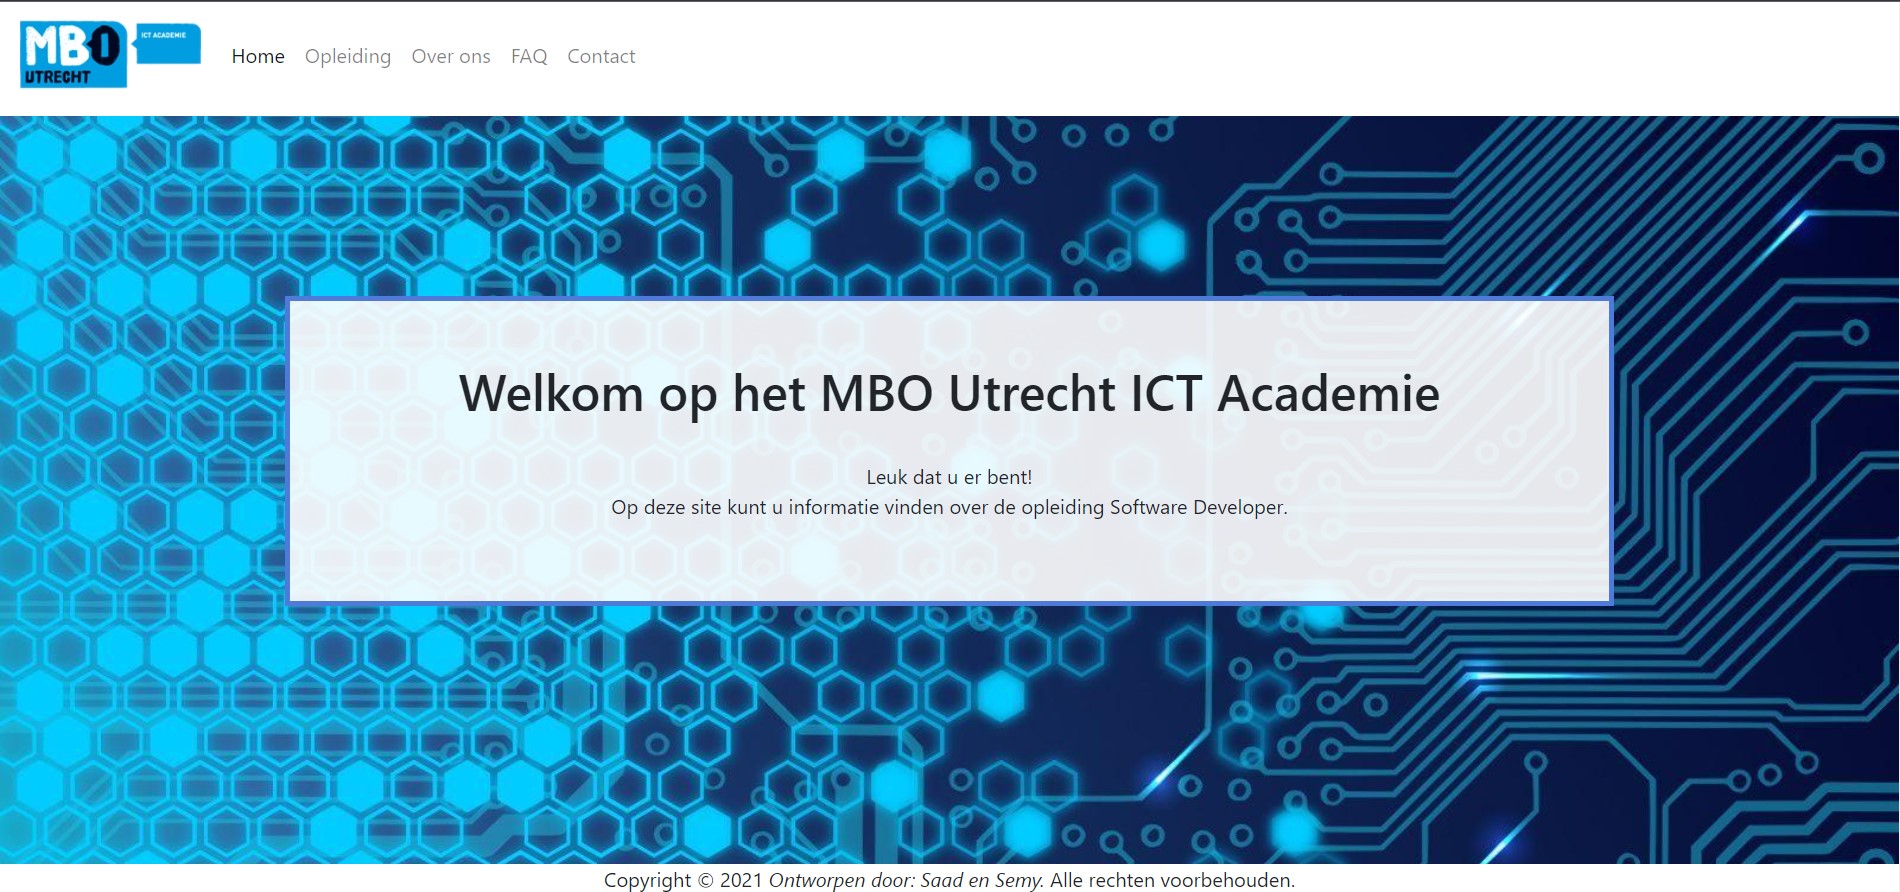 MBO
UTRECHT
ICT ACADEMIE
Home Opleiding Over ons FAQ Contact
Welkom op het MBO Utrecht ICT Academie
Leuk dat u er bent!
Op deze site kunt u informatie vinden over de opleiding Software Developer.
Copyright © 2021 Ontworpen door: Saad en Semy. Alle rechten voorbehouden.